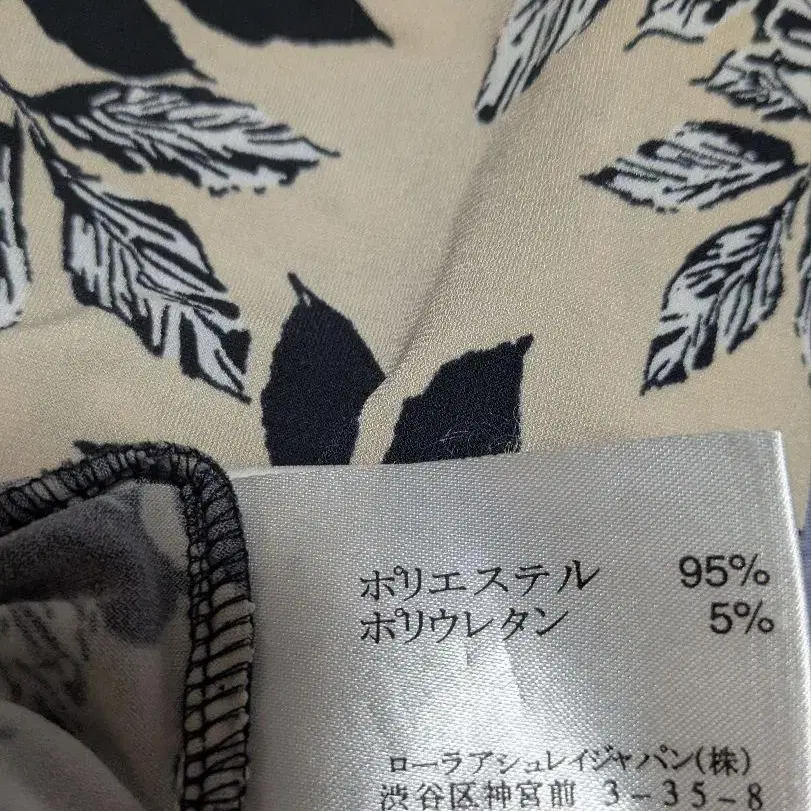 ポリエステル 95%
ポリウレタン 5%
ローラアシュレイジャパン(株)
渋谷区神宮前 3-35-8